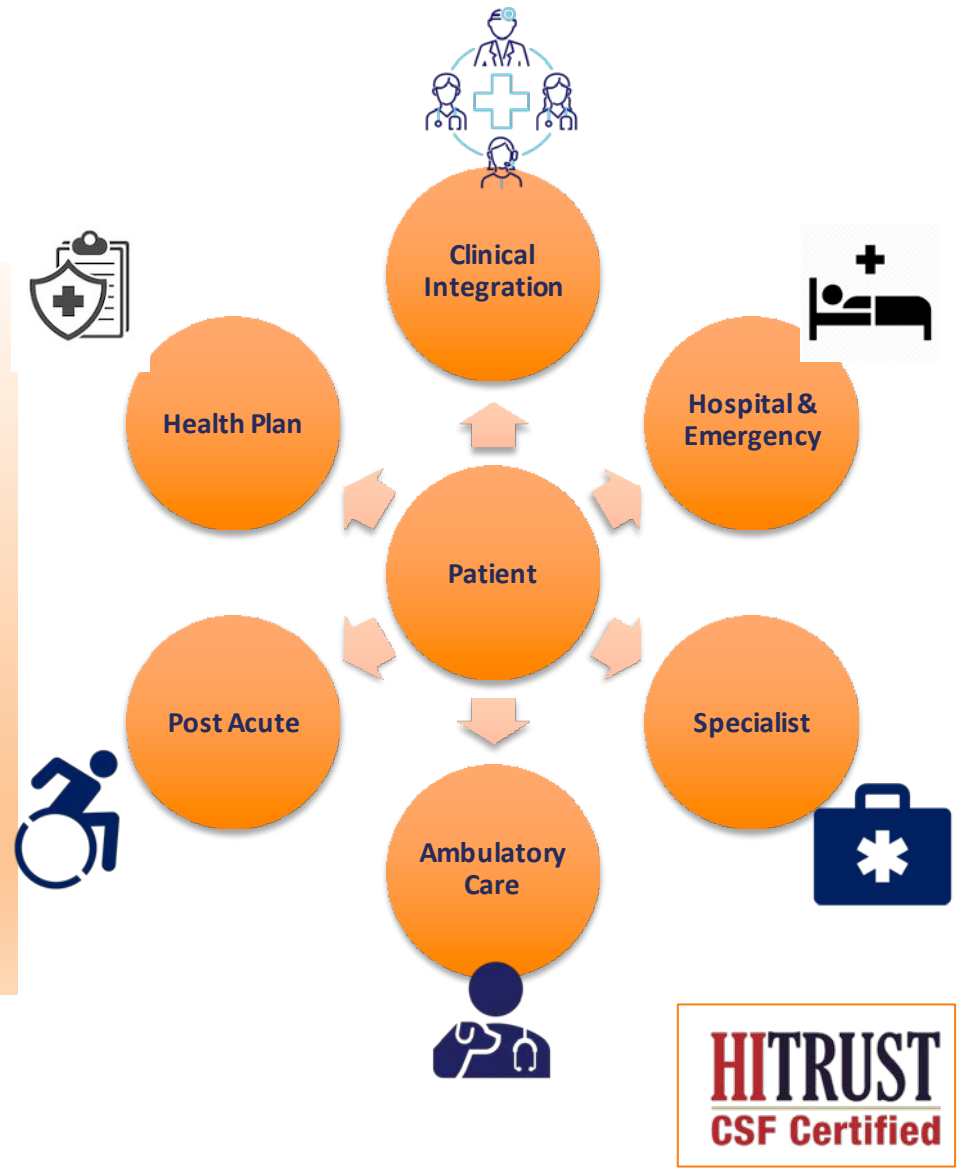 Clinical
Integration
Health Plan
Hospital &
Emergency
Patient
Post Acute
Specialist
Ambulatory
Care
HITRUST
CSF Certified